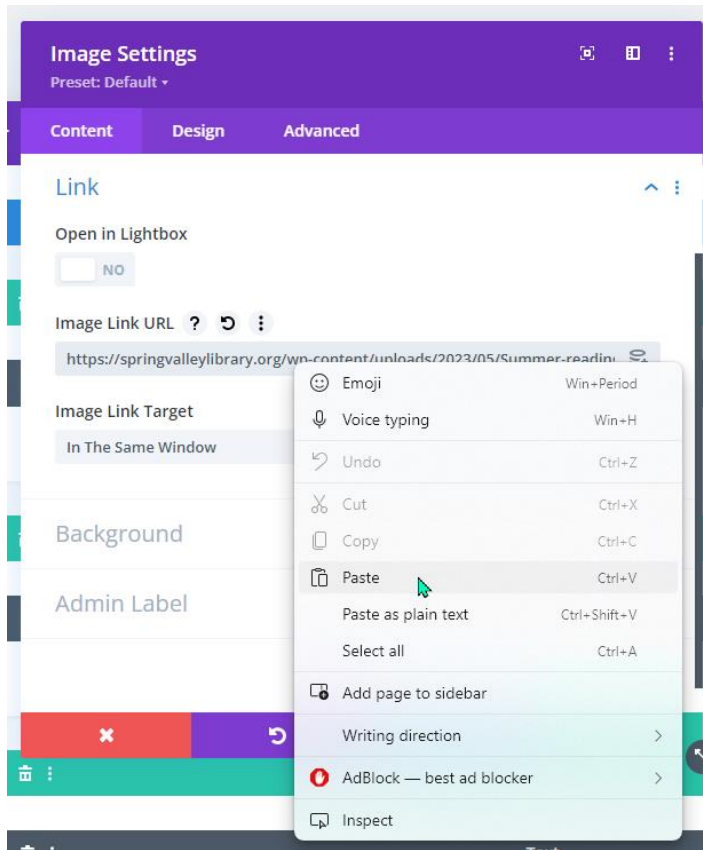 Image Settings
Preset: Default
Content Design Advanced
Link
Open in Lightbox
NO
Image Link URL ?
https://springvalleylibrary.org/wp-content/uploads/2023/05/Summer-reading
Image Link Target
In The Same Window
Background
Admin Label
Emoji Win+Period
Voice typing Win+H
Undo Ctrl+Z
Cut Ctrl+X
Copy Ctrl+C
Paste Ctrl+V
Paste as plain text Ctrl+Shift+V
Select all Ctrl+A
Add page to sidebar
Writing direction
AdBlock — best ad blocker
Inspect